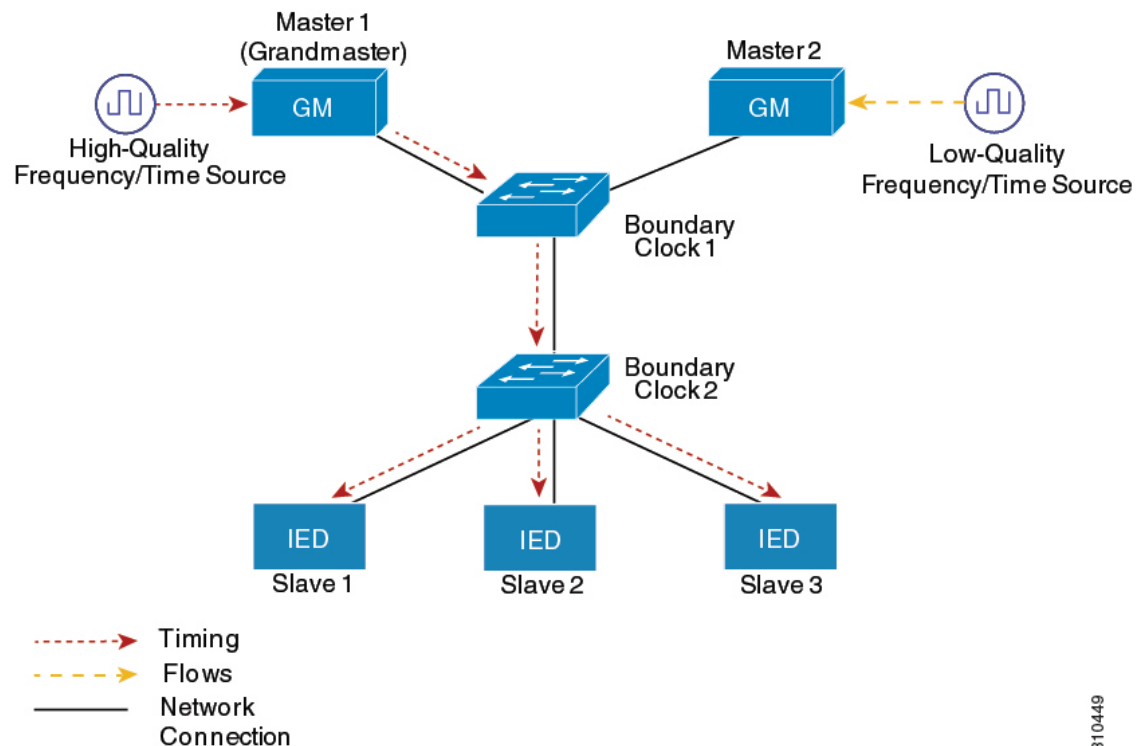 Master 1
(Grandmaster)
Master 2
GM
GM
High-Quality
Frequency/Time Source
Low-Quality
Frequency/Time Source
Boundary
Clock 1
Boundary
Clock 2
IED
IED
IED
Slave 1
Slave 2
Slave 3
Timing
Flows
Network
Connection
310449